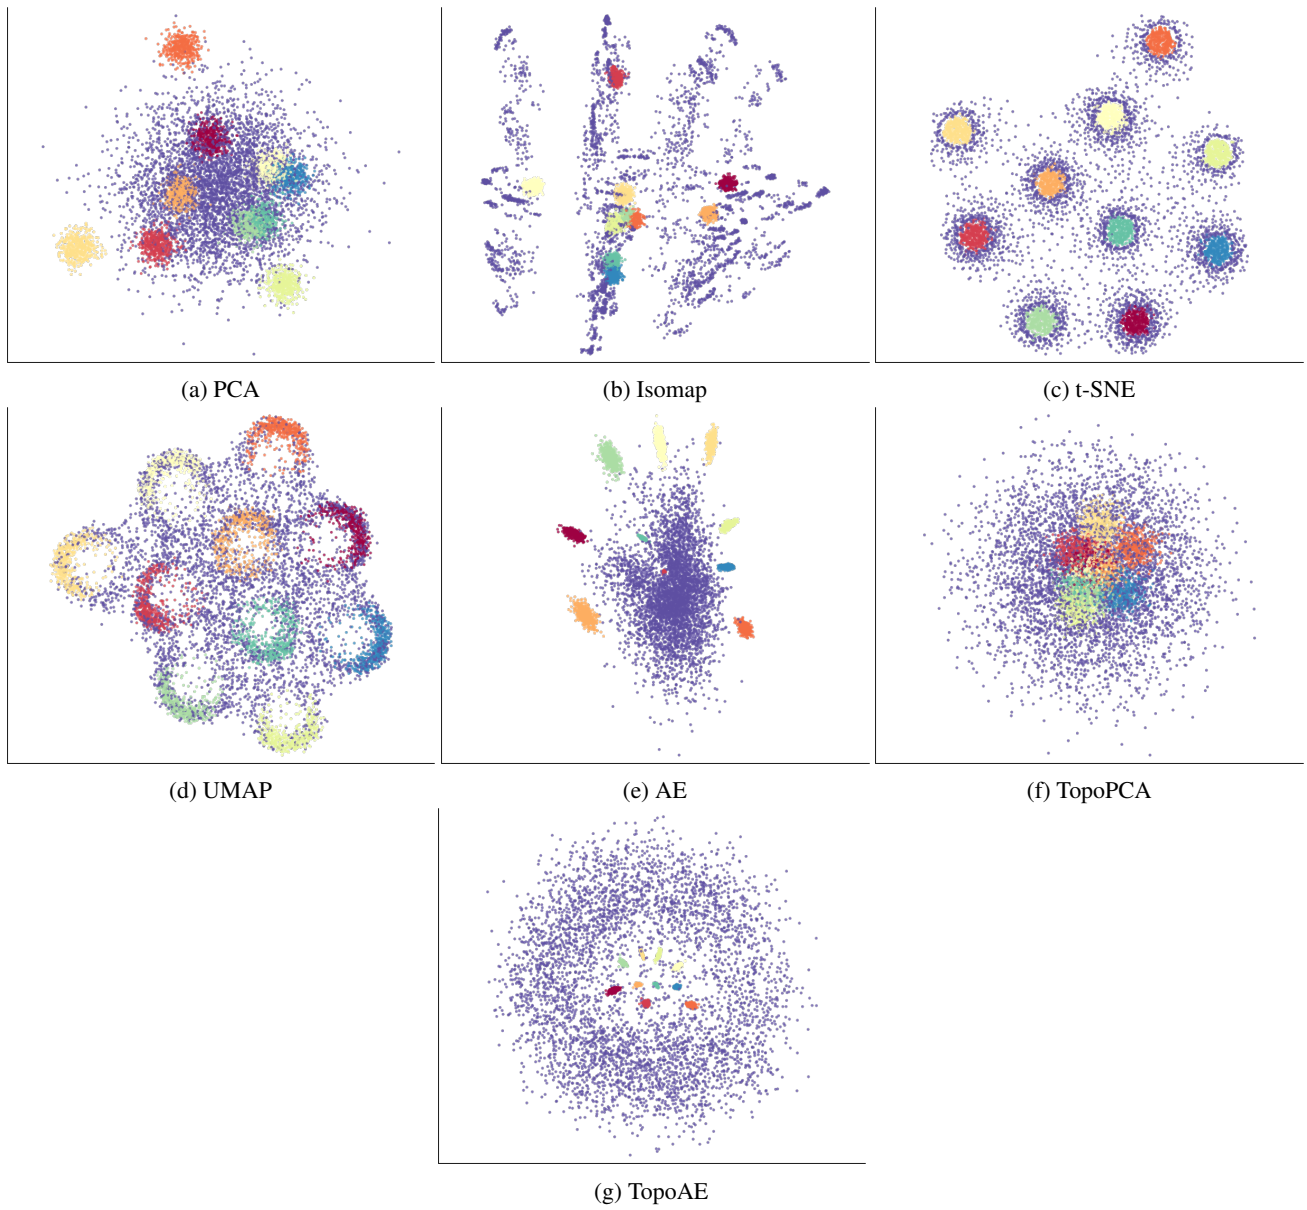 (a) PCA
(b) Isomap
(c) t-SNE
(d) UMAP
(e) AE
(f) TopoPCA
(g) TopoAE